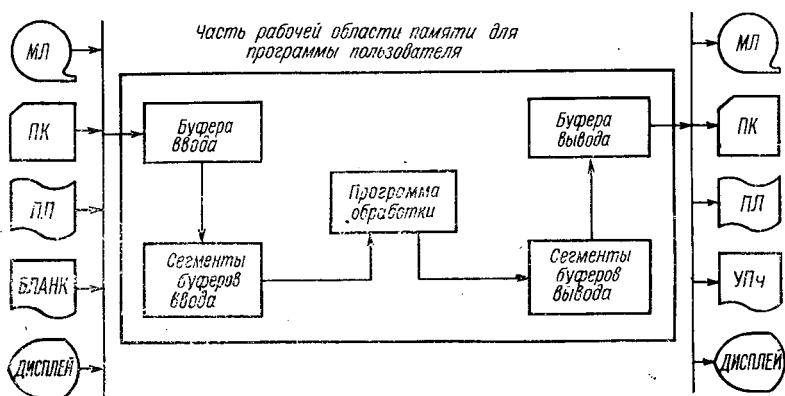 Часть рабочей области памяти для
программы пользователя
МЛ
ПК
ПЛ
БЛАНК
ДИСПЛЕЙ
Буфера
ввода
Сегменты
буферов
ввода
Программа
обработки
Буфера
вывода
Сегменты
буферов
вывода
МЛ
ПК
ПЛ
УПч
ДИСПЛЕЙ